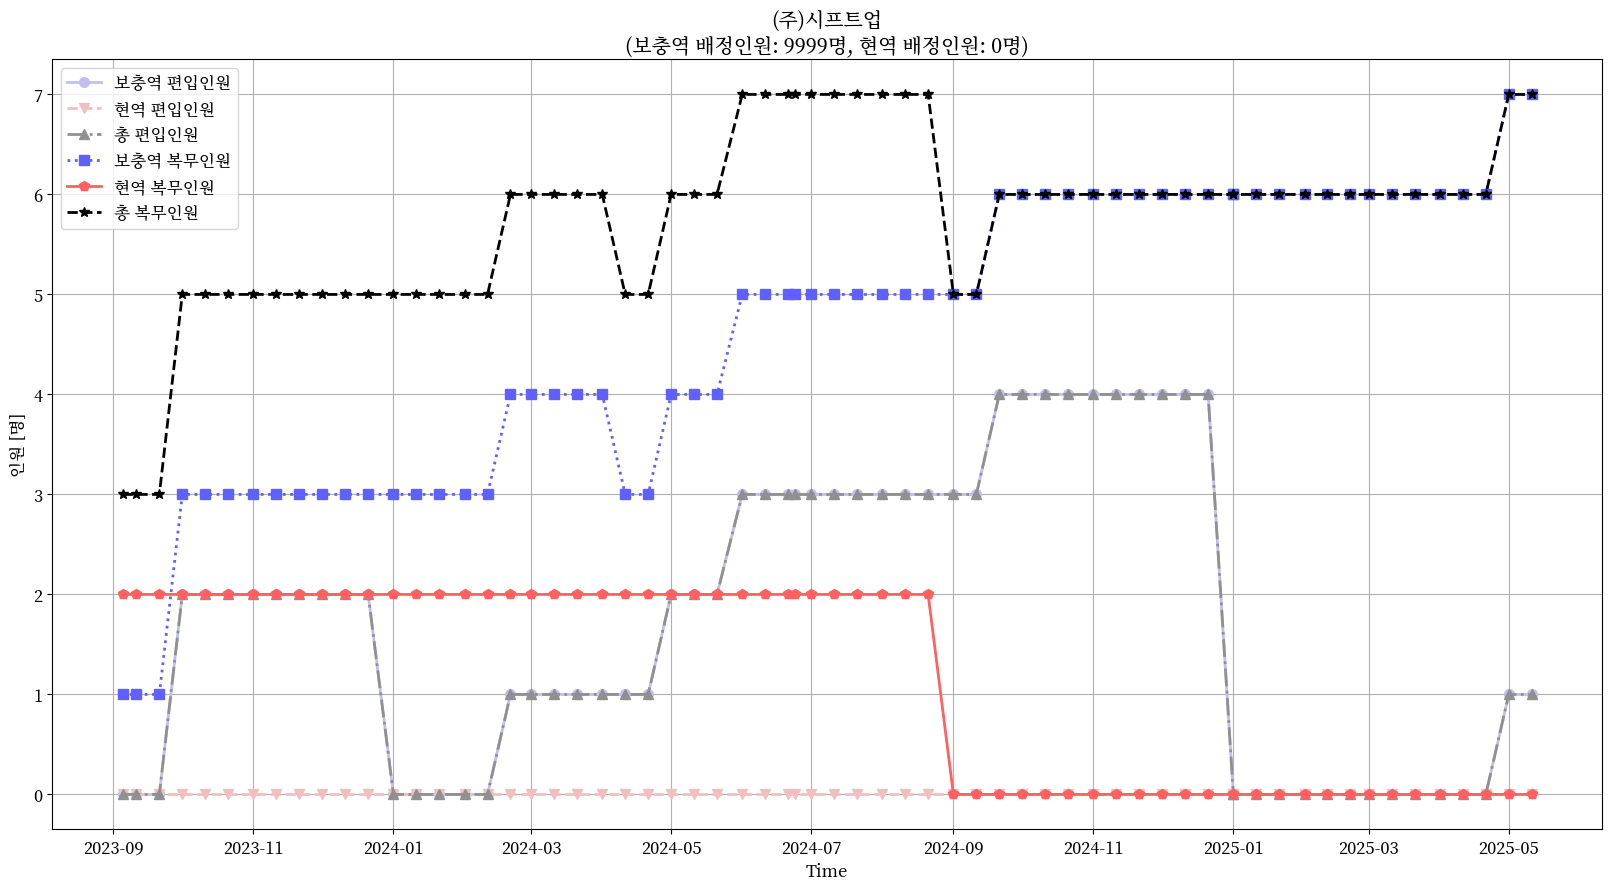 (주)시프트업
(보충역 배정인원: 9999명, 현역 배정인원: 0명)
보충역 편입인원
현역 편입인원
총 편입인원
보충역 복무인원
현역 복무인원
총 복무인원
인원 [명]
7
6
5
4
3
2
1
0
2023-09 2023-11 2024-01 2024-03 2024-05 2024-07 2024-09 2024-11 2025-01 2025-03 2025-05
Time